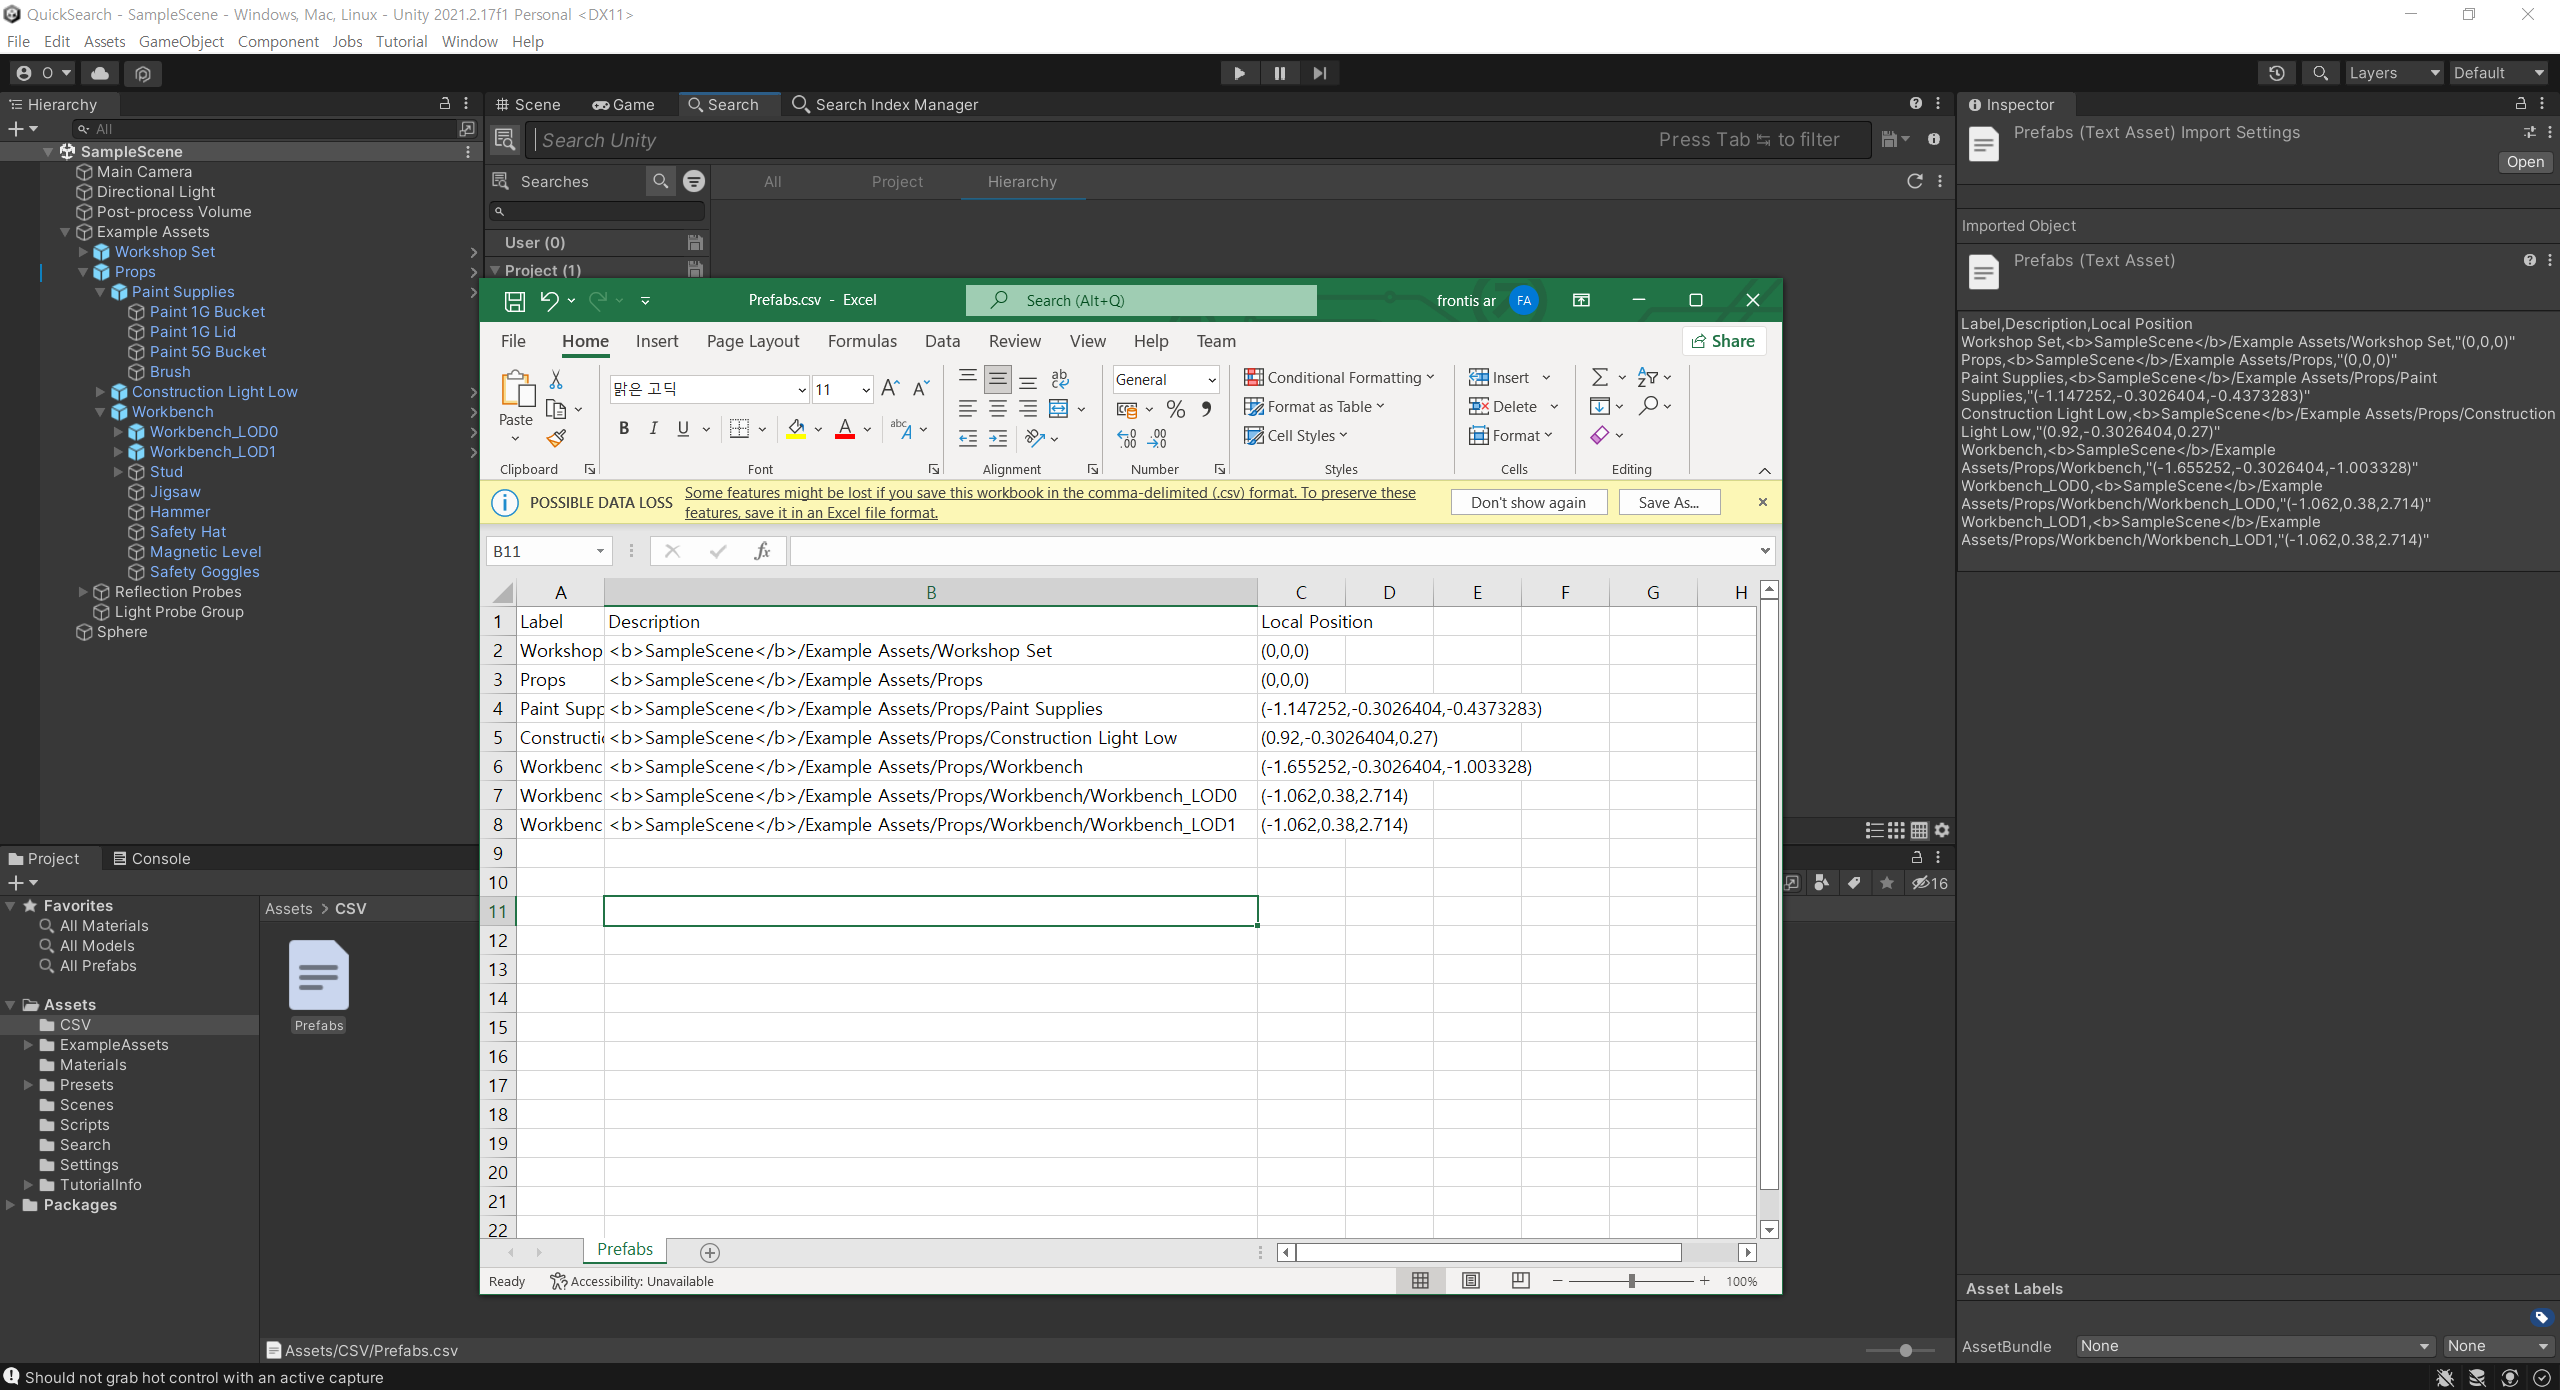 QuickSearch - SampleScene - Windows, Mac, Linux - Unity 2021.2.17f1 Personal <DX11>
File Edit Assets GameObject Component Jobs Tutorial Window Help
O
Layers Default
Hierarchy
All
SampleScene
Main Camera
Directional Light
Post-process Volume
Example Assets
Workshop Set
Props
Paint Supplies
Paint 1G Bucket
Paint 1G Lid
Paint 5G Bucket
Brush
Construction Light Low
Workbench
Workbench_LOD0
Workbench_LOD1
Stud
Jigsaw
Hammer
Safety Hat
Magnetic Level
Safety Goggles
Reflection Probes
Light Probe Group
Sphere
Scene Game Search Search Index Manager
Search Unity Press Tab to filter
Searches All Project Hierarchy
User (0)
Project (1)
Prefabs.csv - Excel Search (Alt+Q) frontis ar FA
File Home Insert Page Layout Formulas Data Review View Help Team Share
Paste
Clipboard
맑은 고딕 11
B I U
Font
Alignment
General
Number
Conditional Formatting
Format as Table
Cell Styles
Styles
Insert
Delete
Format
Cells
Editing
POSSIBLE DATA LOSS Some features might be lost if you save this workbook in the comma-delimited (.csv) format. To preserve these
features, save it in an Excel file format.
Don't show again Save As...
B11 fx
A B C D E F G H
1 Label Description Local Position
2 Workshop <b>SampleScene</b>/Example Assets/Workshop Set (0,0,0)
3 Props <b>SampleScene</b>/Example Assets/Props (0,0,0)
4 Paint Supp <b>SampleScene</b>/Example Assets/Props/Paint Supplies (-1.147252,-0.3026404,-0.4373283)
5 Constructi <b>SampleScene</b>/Example Assets/Props/Construction Light Low (0.92,-0.3026404,0.27)
6 Workbenc <b>SampleScene</b>/Example Assets/Props/Workbench (-1.655252,-0.3026404,-1.003328)
7 Workbenc <b>SampleScene</b>/Example Assets/Props/Workbench/Workbench_LOD0 (-1.062,0.38,2.714)
8 Workbenc <b>SampleScene</b>/Example Assets/Props/Workbench/Workbench_LOD1 (-1.062,0.38,2.714)
9
10
11
12
13
14
15
16
17
18
19
20
21
22
Prefabs
Ready Accessibility: Unavailable 100%
Inspector
Prefabs (Text Asset) Import Settings
Open
Imported Object
Prefabs (Text Asset)
Label,Description,Local Position
Workshop Set,<b>SampleScene</b>/Example Assets/Workshop Set,"(0,0,0)"
Props,<b>SampleScene</b>/Example Assets/Props,"(0,0,0)"
Paint Supplies,<b>SampleScene</b>/Example Assets/Props/Paint
Supplies,"(-1.147252,-0.3026404,-0.4373283)"
Construction Light Low,<b>SampleScene</b>/Example Assets/Props/Construction
Light Low,"(0.92,-0.3026404,0.27)"
Workbench,<b>SampleScene</b>/Example
Assets/Props/Workbench,"(-1.655252,-0.3026404,-1.003328)"
Workbench_LOD0,<b>SampleScene</b>/Example
Assets/Props/Workbench/Workbench_LOD0,"(-1.062,0.38,2.714)"
Workbench_LOD1,<b>SampleScene</b>/Example
Assets/Props/Workbench/Workbench_LOD1,"(-1.062,0.38,2.714)"
Asset Labels
AssetBundle None None
Project Console
16
Favorites
All Materials
All Models
All Prefabs
Assets
CSV
ExampleAssets
Materials
Presets
Scenes
Scripts
Search
Settings
TutorialInfo
Packages
Assets > CSV
Prefabs
Assets/CSV/Prefabs.csv
Should not grab hot control with an active capture